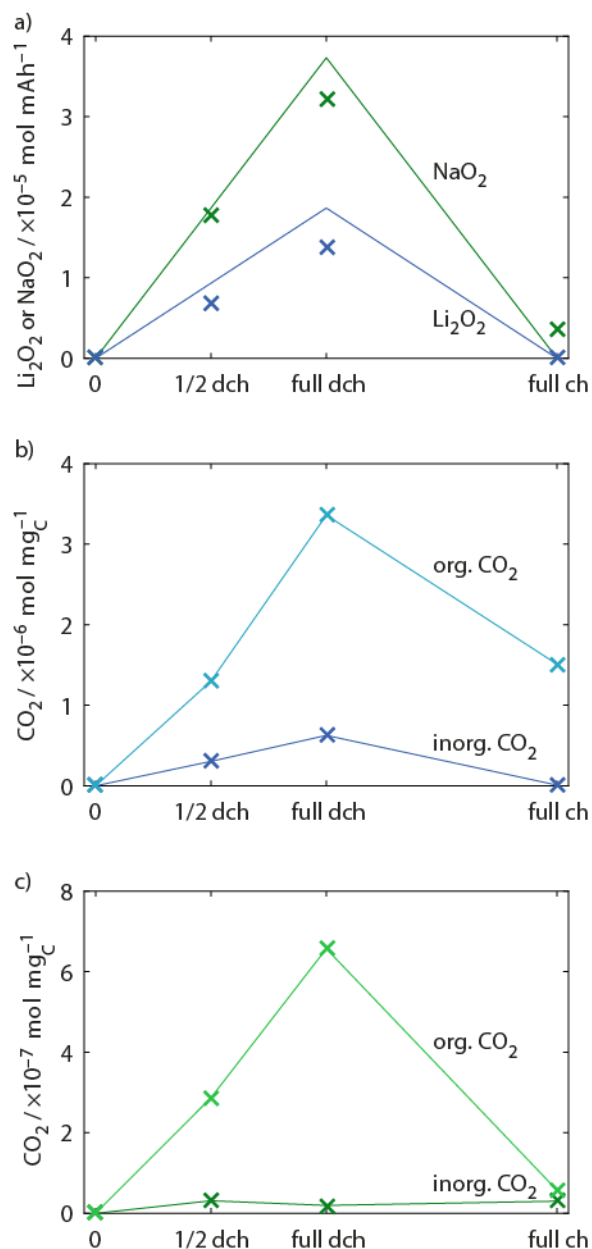 a)
Li₂O₂ or NaO₂ / ×10⁻⁵ mol mAh⁻¹
4
3
2
1
0
NaO₂
Li₂O₂
0 1/2 dch full dch full ch
b)
CO₂ / ×10⁻⁶ mol mg_C⁻¹
4
3
2
1
0
org. CO₂
inorg. CO₂
0 1/2 dch full dch full ch
c)
CO₂ / ×10⁻⁷ mol mg_C⁻¹
8
6
4
2
0
org. CO₂
inorg. CO₂
0 1/2 dch full dch full ch